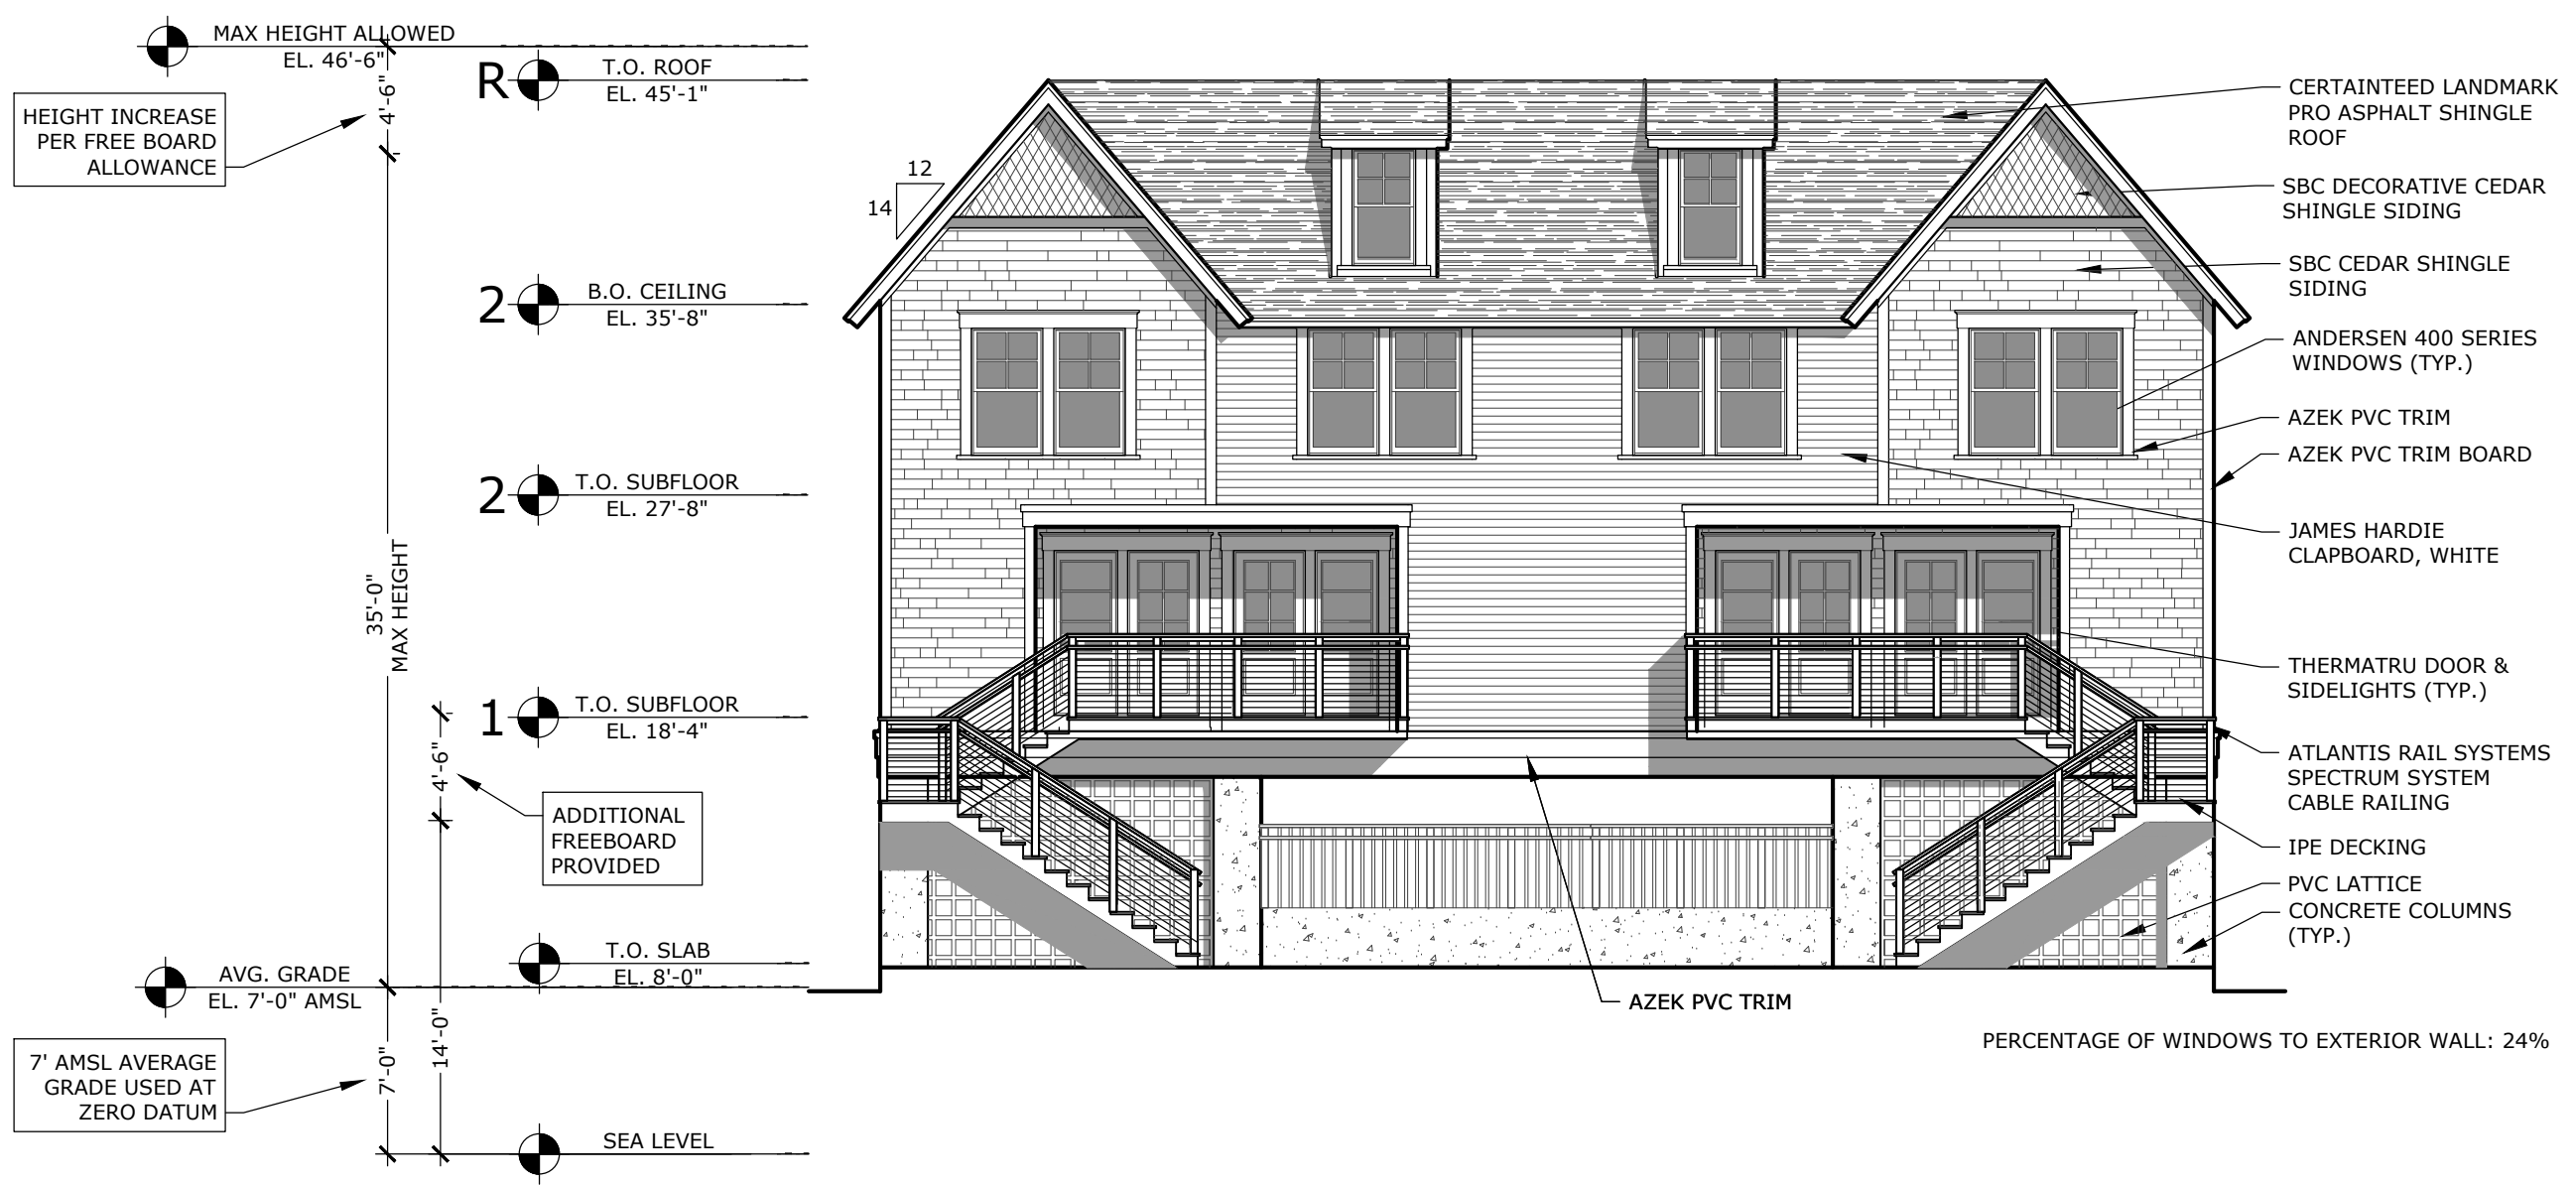 MAX HEIGHT ALLOWED
EL. 46'-6"
HEIGHT INCREASE
PER FREE BOARD
ALLOWANCE
4'-6"
R
T.O. ROOF
EL. 45'-1"
12
14
2
B.O. CEILING
EL. 35'-8"
2
T.O. SUBFLOOR
EL. 27'-8"
35'-0"
MAX HEIGHT
1
T.O. SUBFLOOR
EL. 18'-4"
4'-6"
ADDITIONAL
FREEBOARD
PROVIDED
T.O. SLAB
EL. 8'-0"
AVG. GRADE
EL. 7'-0" AMSL
7' AMSL AVERAGE
GRADE USED AT
ZERO DATUM
7'-0"
14'-0"
SEA LEVEL
CERTAINTEED LANDMARK
PRO ASPHALT SHINGLE
ROOF
SBC DECORATIVE CEDAR
SHINGLE SIDING
SBC CEDAR SHINGLE
SIDING
ANDERSEN 400 SERIES
WINDOWS (TYP.)
AZEK PVC TRIM
AZEK PVC TRIM BOARD
JAMES HARDIE
CLAPBOARD, WHITE
THERMATRU DOOR &
SIDELIGHTS (TYP.)
ATLANTIS RAIL SYSTEMS
SPECTRUM SYSTEM
CABLE RAILING
IPE DECKING
PVC LATTICE
CONCRETE COLUMNS
(TYP.)
AZEK PVC TRIM
PERCENTAGE OF WINDOWS TO EXTERIOR WALL: 24%